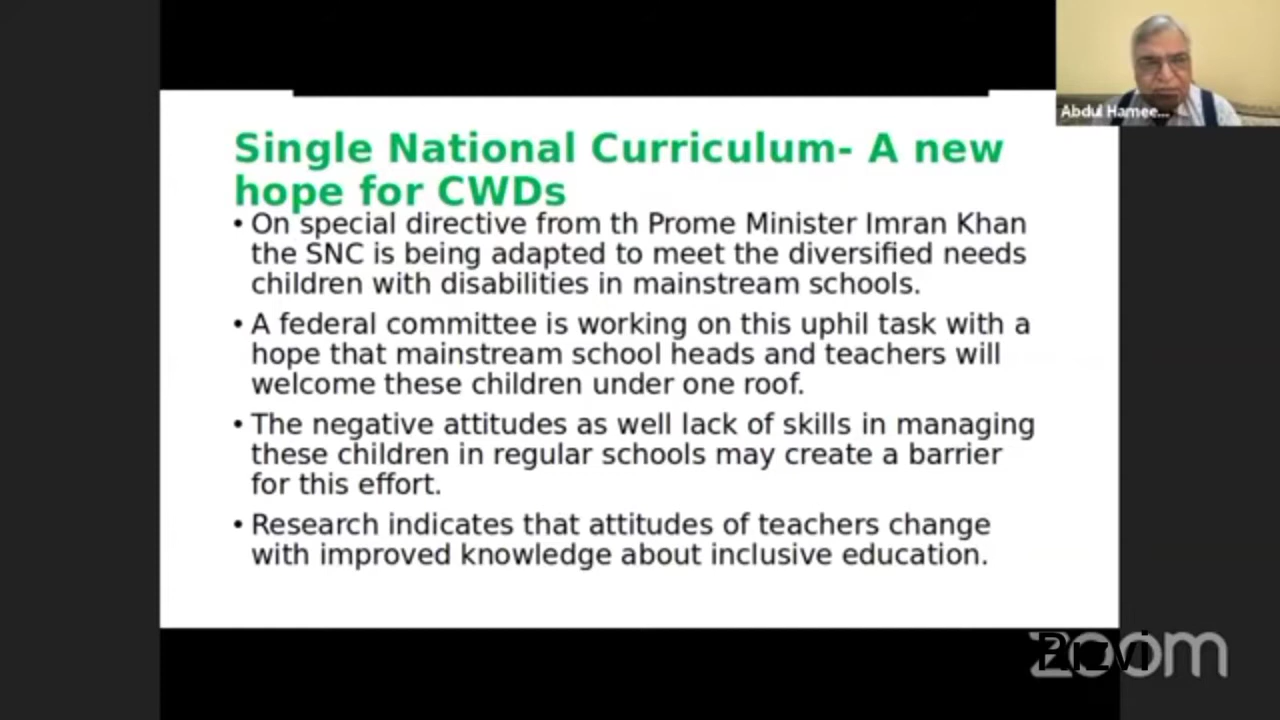 Abdul Hamee...
Single National Curriculum- A new
hope for CWDs
• On special directive from th Prome Minister Imran Khan
the SNC is being adapted to meet the diversified needs
children with disabilities in mainstream schools.
• A federal committee is working on this uphil task with a
hope that mainstream school heads and teachers will
welcome these children under one roof.
• The negative attitudes as well lack of skills in managing
these children in regular schools may create a barrier
for this effort.
• Research indicates that attitudes of teachers change
with improved knowledge about inclusive education.
zoom